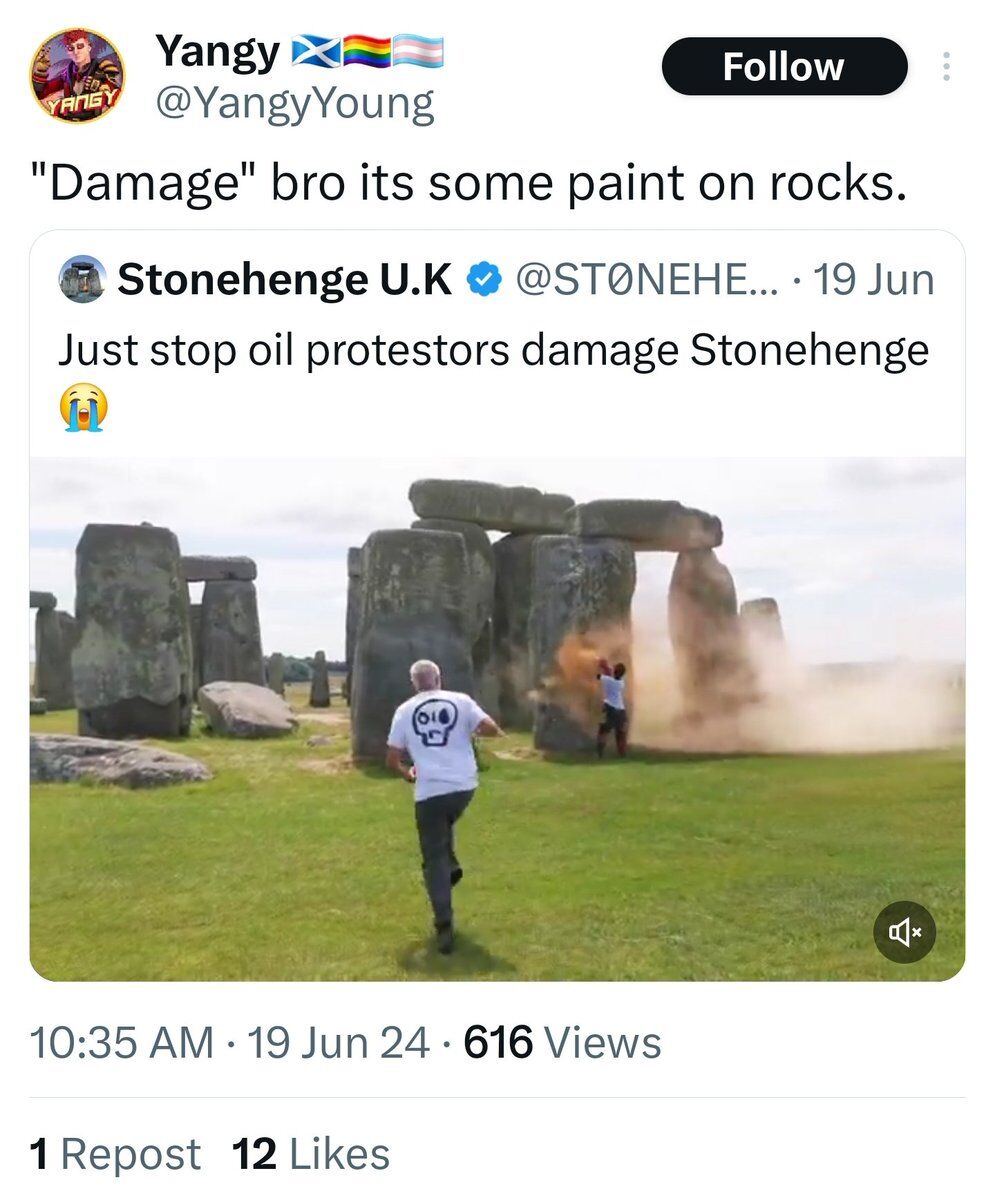 Yangy 🏴󠁧󠁢󠁳󠁣󠁴󠁿🏳️‍🌈🏳️‍⚧️
Follow
@YangyYoung
YANGY
"Damage" bro its some paint on rocks.
Stonehenge U.K @ST0NEHE... · 19 Jun
Just stop oil protestors damage Stonehenge
😭
OIL
10:35 AM · 19 Jun 24 · 616 Views
1 Repost 12 Likes